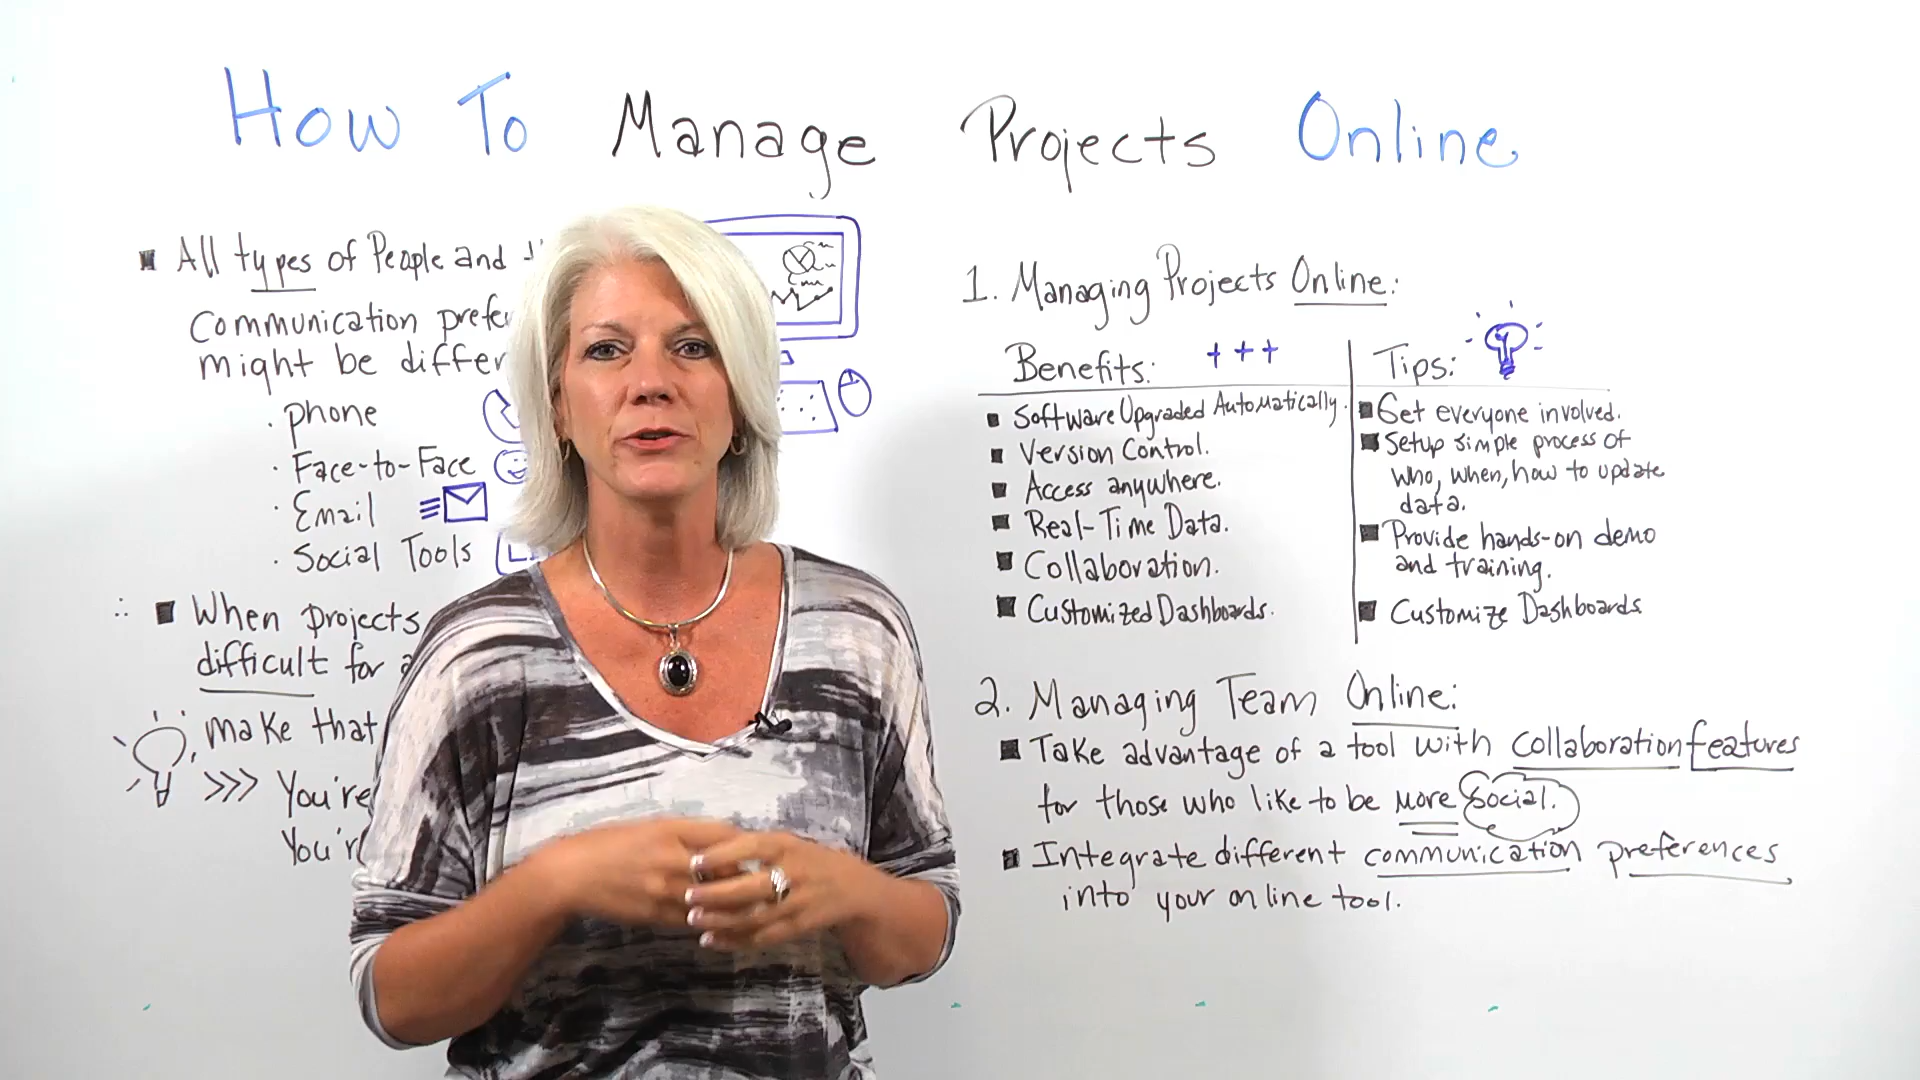 How To Manage Projects Online
▪ All types of People and
Communication
might be
· phone
· Face-to-Face
· Email
· Social Tools
∴ ▪ When projects
difficult for
make that
>>> You're
1. Managing Projects Online:
Benefits: +++
▪ Software Upgraded Automatically.
▪ Version Control.
▪ Access anywhere.
▪ Real-Time Data.
▪ Collaboration.
▪ Customized Dashboards.
Tips:
▪ Get everyone involved.
▪ Setup simple process of
who, when, how to update
data.
▪ Provide hands-on demo
and training.
▪ Customize Dashboards.
2. Managing Team Online:
▪ Take advantage of a tool with collaboration features
for those who like to be more social.
▪ Integrate different communication preferences
into your online tool.